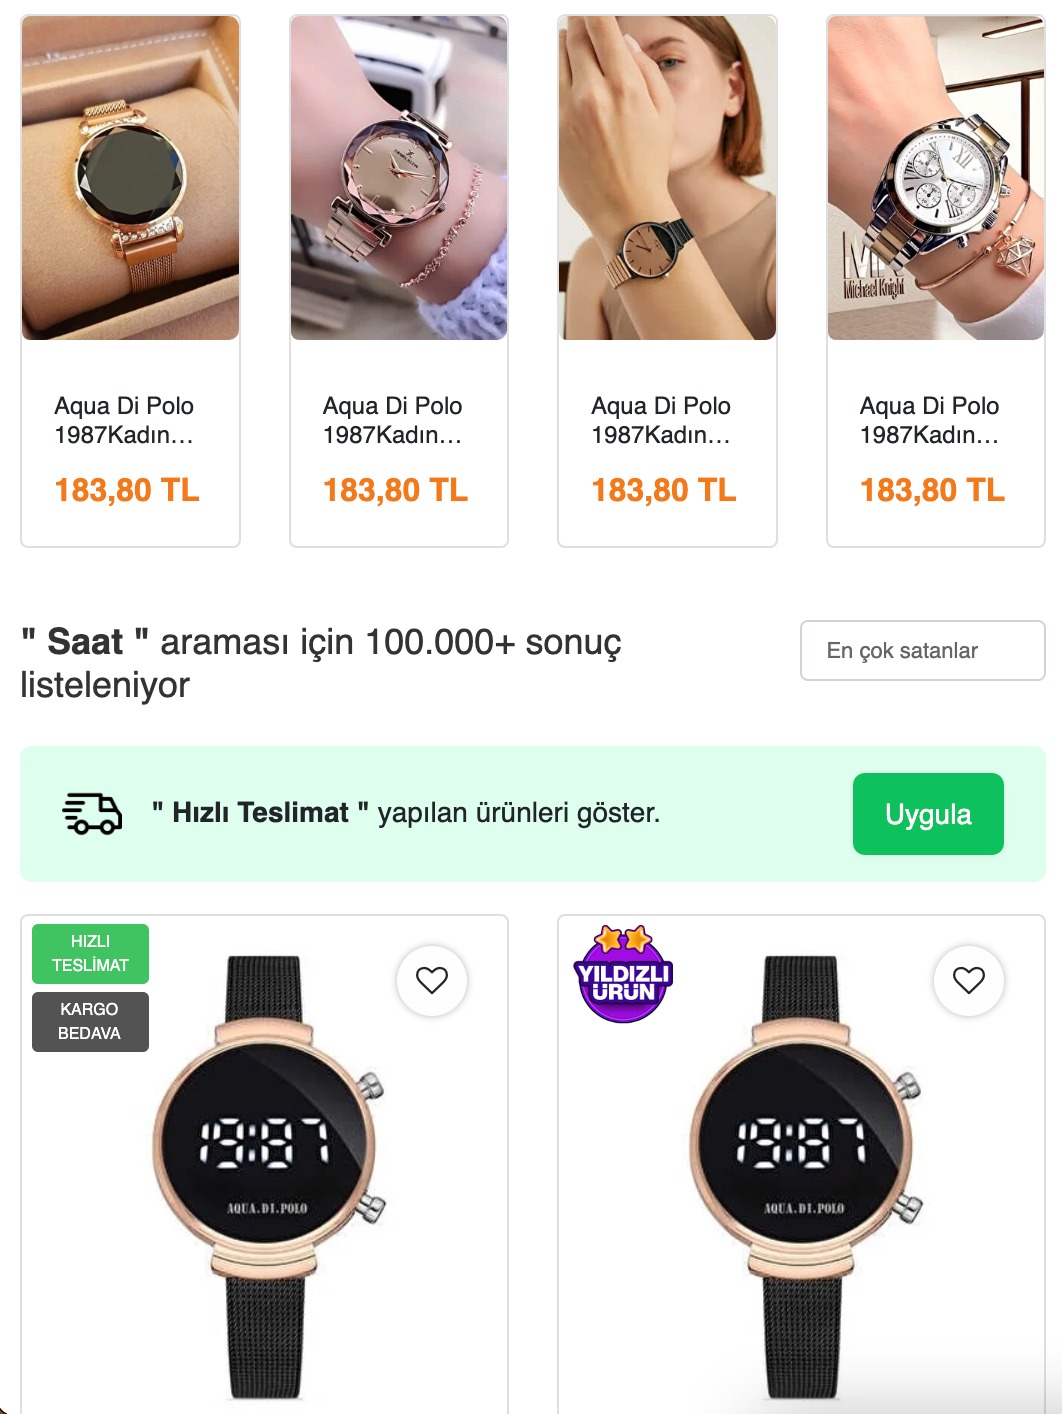 MK
Michael Knight
Aqua Di Polo
1987Kadın...
183,80 TL
Aqua Di Polo
1987Kadın...
183,80 TL
Aqua Di Polo
1987Kadın...
183,80 TL
Aqua Di Polo
1987Kadın...
183,80 TL
" Saat " araması için 100.000+ sonuç
listeleniyor
En çok satanlar
" Hızlı Teslimat " yapılan ürünleri göster.
Uygula
HIZLI
TESLİMAT
KARGO
BEDAVA
19:87
AQUA.DI.POLO
YILDIZLI
ÜRÜN
19:87
AQUA.DI.POLO